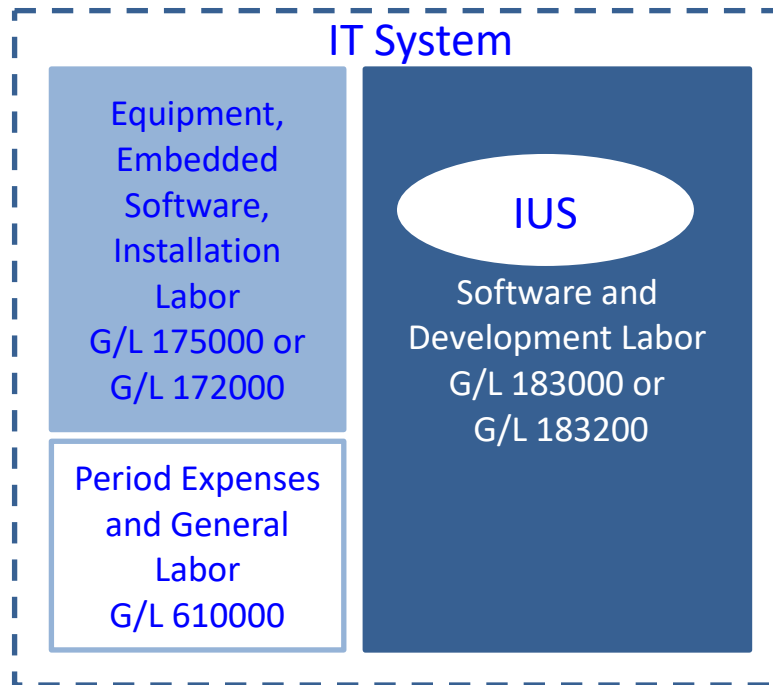 IT System
Equipment,
Embedded
Software,
Installation
Labor
G/L 175000 or
G/L 172000
Period Expenses
and General
Labor
G/L 610000
IUS
Software and
Development Labor
G/L 183000 or
G/L 183200